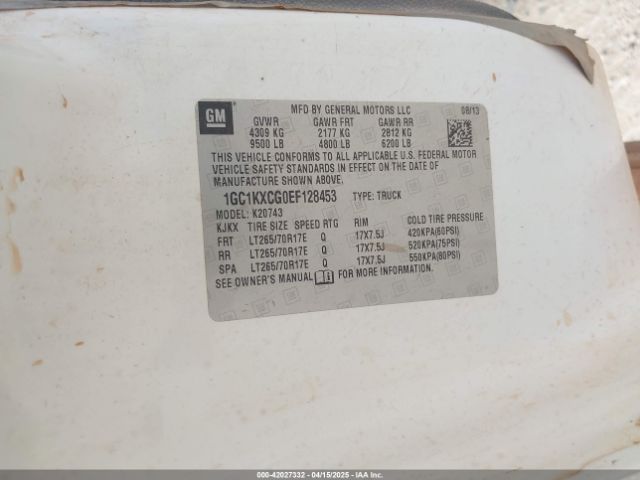 GM
MFD BY GENERAL MOTORS LLC 08/13
GVWR GAWR FRT GAWR RR
4309 KG 2177 KG 2812 KG
9500 LB 4800 LB 6200 LB
THIS VEHICLE CONFORMS TO ALL APPLICABLE U.S. FEDERAL MOTOR
VEHICLE SAFETY STANDARDS IN EFFECT ON THE DATE OF
MANUFACTURE SHOWN ABOVE.
1GC1KXCG0EF128453 TYPE: TRUCK
MODEL: K20743
KJKX TIRE SIZE SPEED RTG RIM COLD TIRE PRESSURE
FRT LT265/70R17E Q 17X7.5J 420KPA(60PSI)
RR LT265/70R17E Q 17X7.5J 520KPA(75PSI)
SPA LT265/70R17E Q 17X7.5J 550KPA(80PSI)
SEE OWNER'S MANUAL FOR MORE INFORMATION.
000-42027332 - 04/15/2025 - IAAI.COM